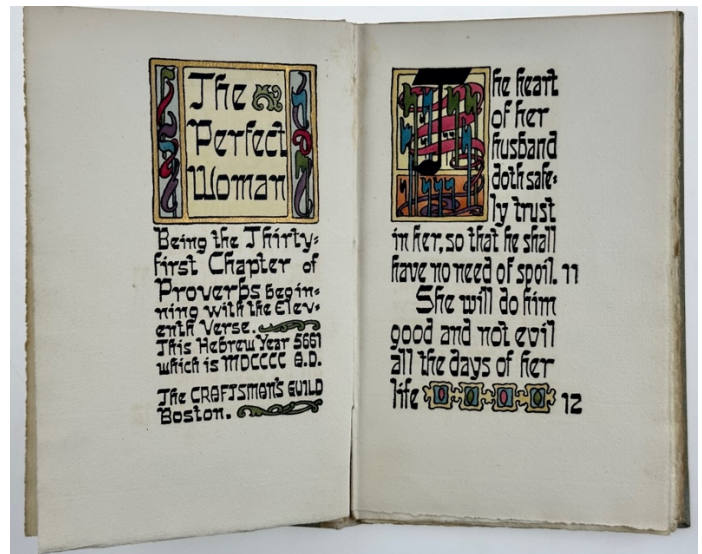 The
Perfect
Woman
Being the Thirty-
first Chapter of
Proverbs begin-
ning with the Elev-
enth Verse.
This Hebrew Year 5661
which is MDCCCC A.D.
The CRAFTSMAN'S GUILD
Boston.
The heart
of her
husband
doth safe-
ly trust
in her, so that he shall
have no need of spoil. 11
She will do him
good and not evil
all the days of her
life 12